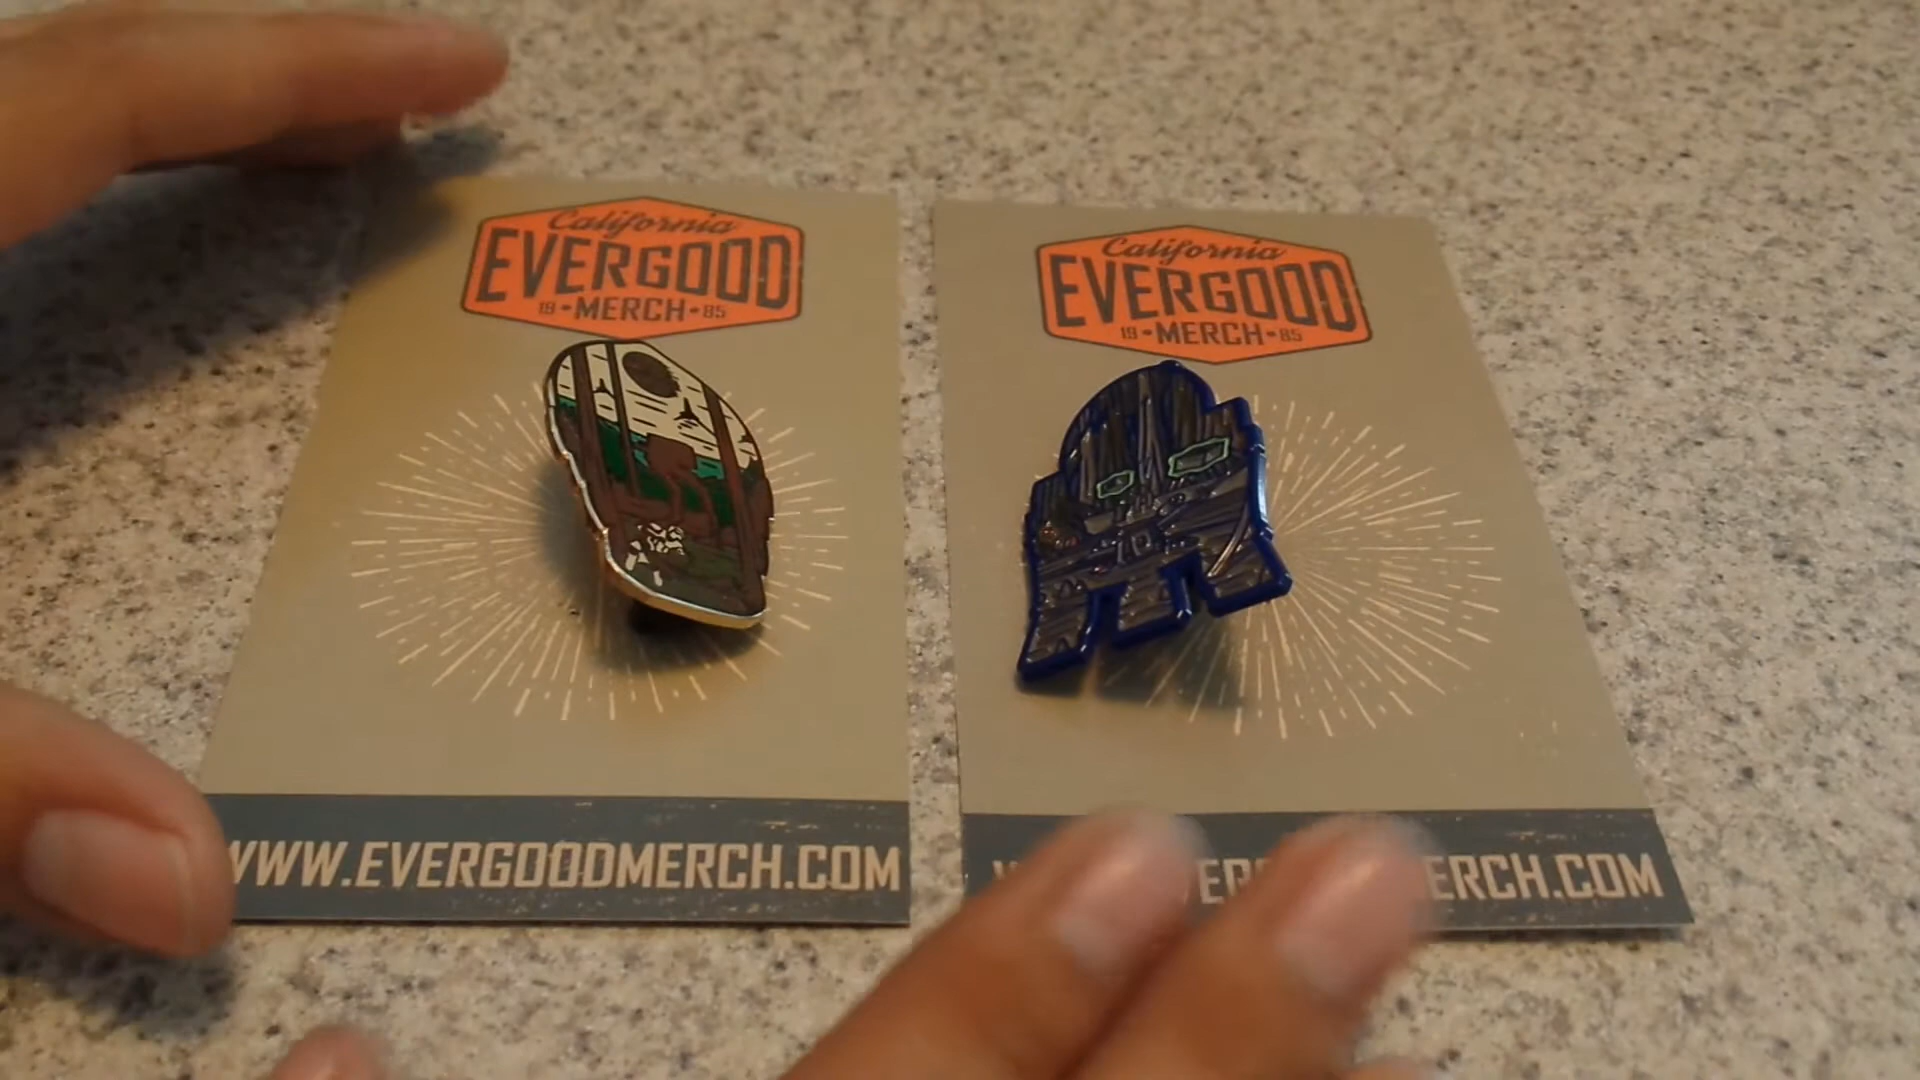 California
EVERGOOD
19 • MERCH • 85
WWW.EVERGOODMERCH.COM
California
EVERGOOD
19 • MERCH • 85
ERCH.COM